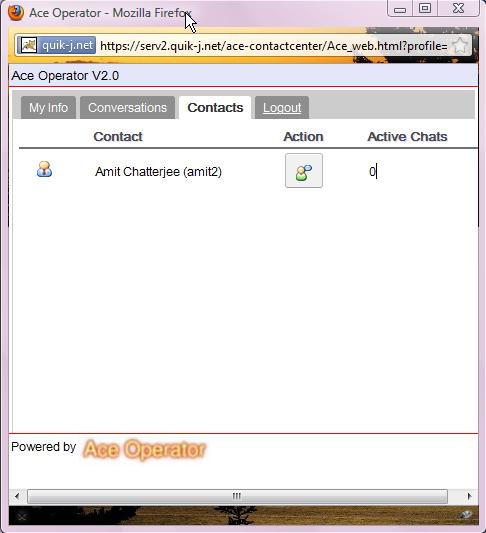 Ace Operator - Mozilla Firefox
quik-j.net https://serv2.quik-j.net/ace-contactcenter/Ace_web.html?profile=
Ace Operator V2.0
My Info Conversations Contacts Logout
Contact Action Active Chats
Amit Chatterjee (amit2) 0
Powered by Ace Operator